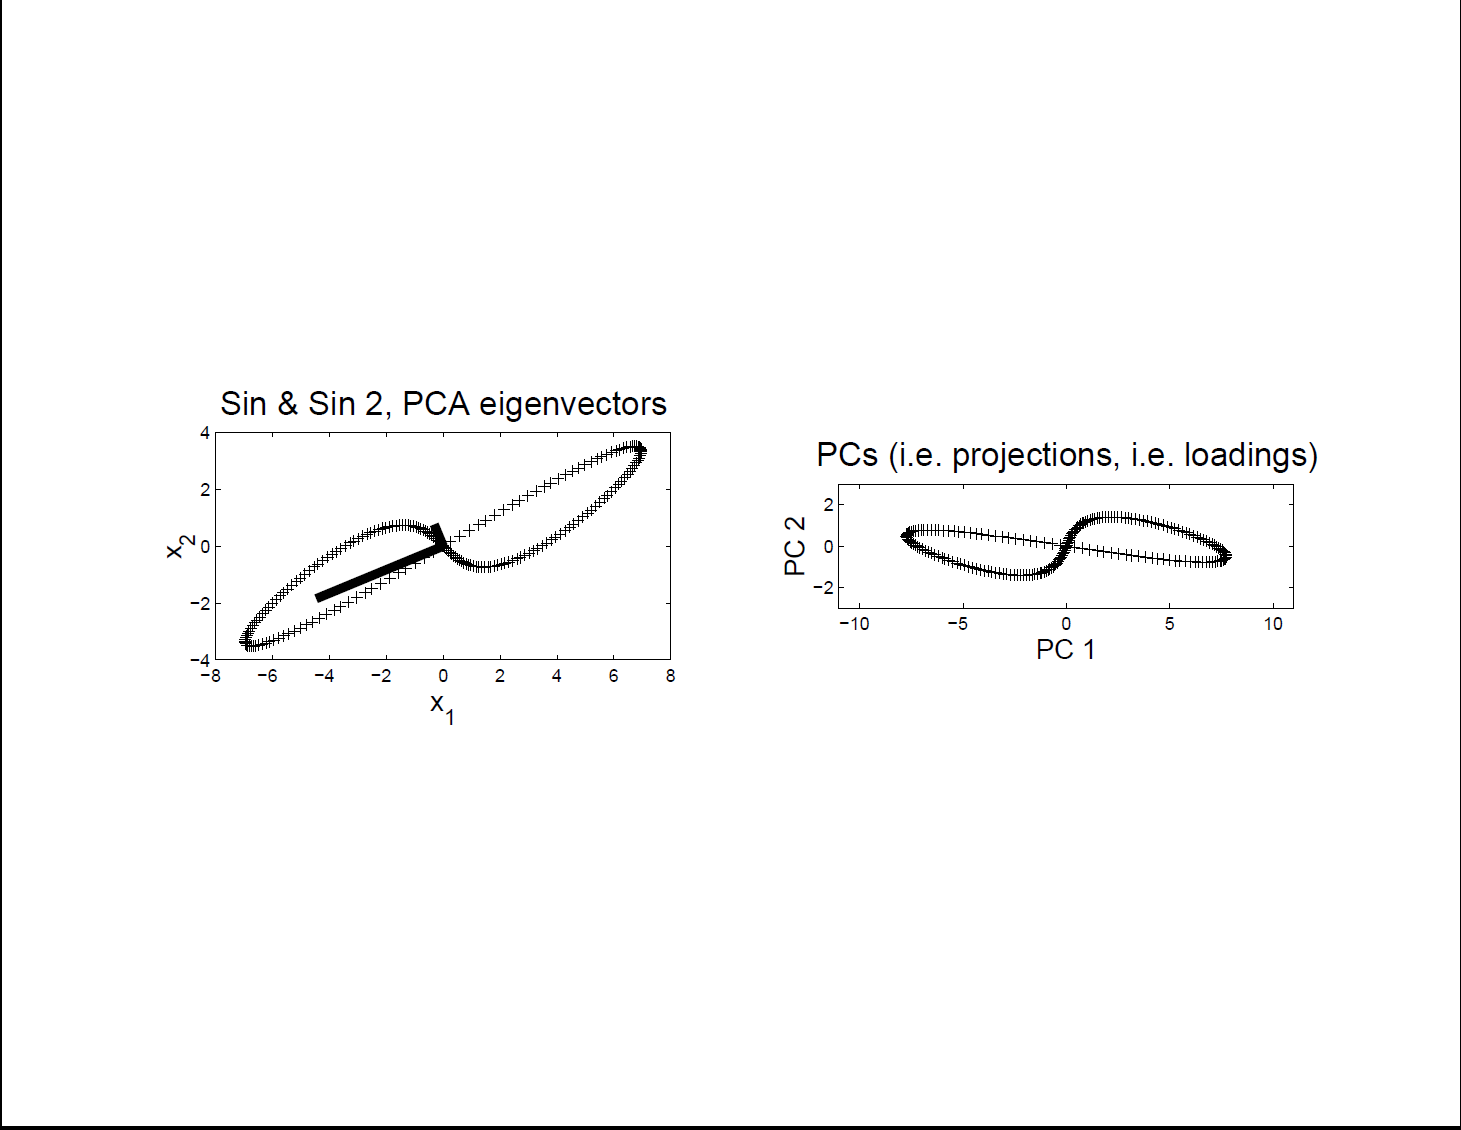 Sin & Sin 2, PCA eigenvectors
4
2
0
−2
−4
x2
−8 −6 −4 −2 0 2 4 6 8
x1
PCs (i.e. projections, i.e. loadings)
2
0
−2
PC 2
−10 −5 0 5 10
PC 1